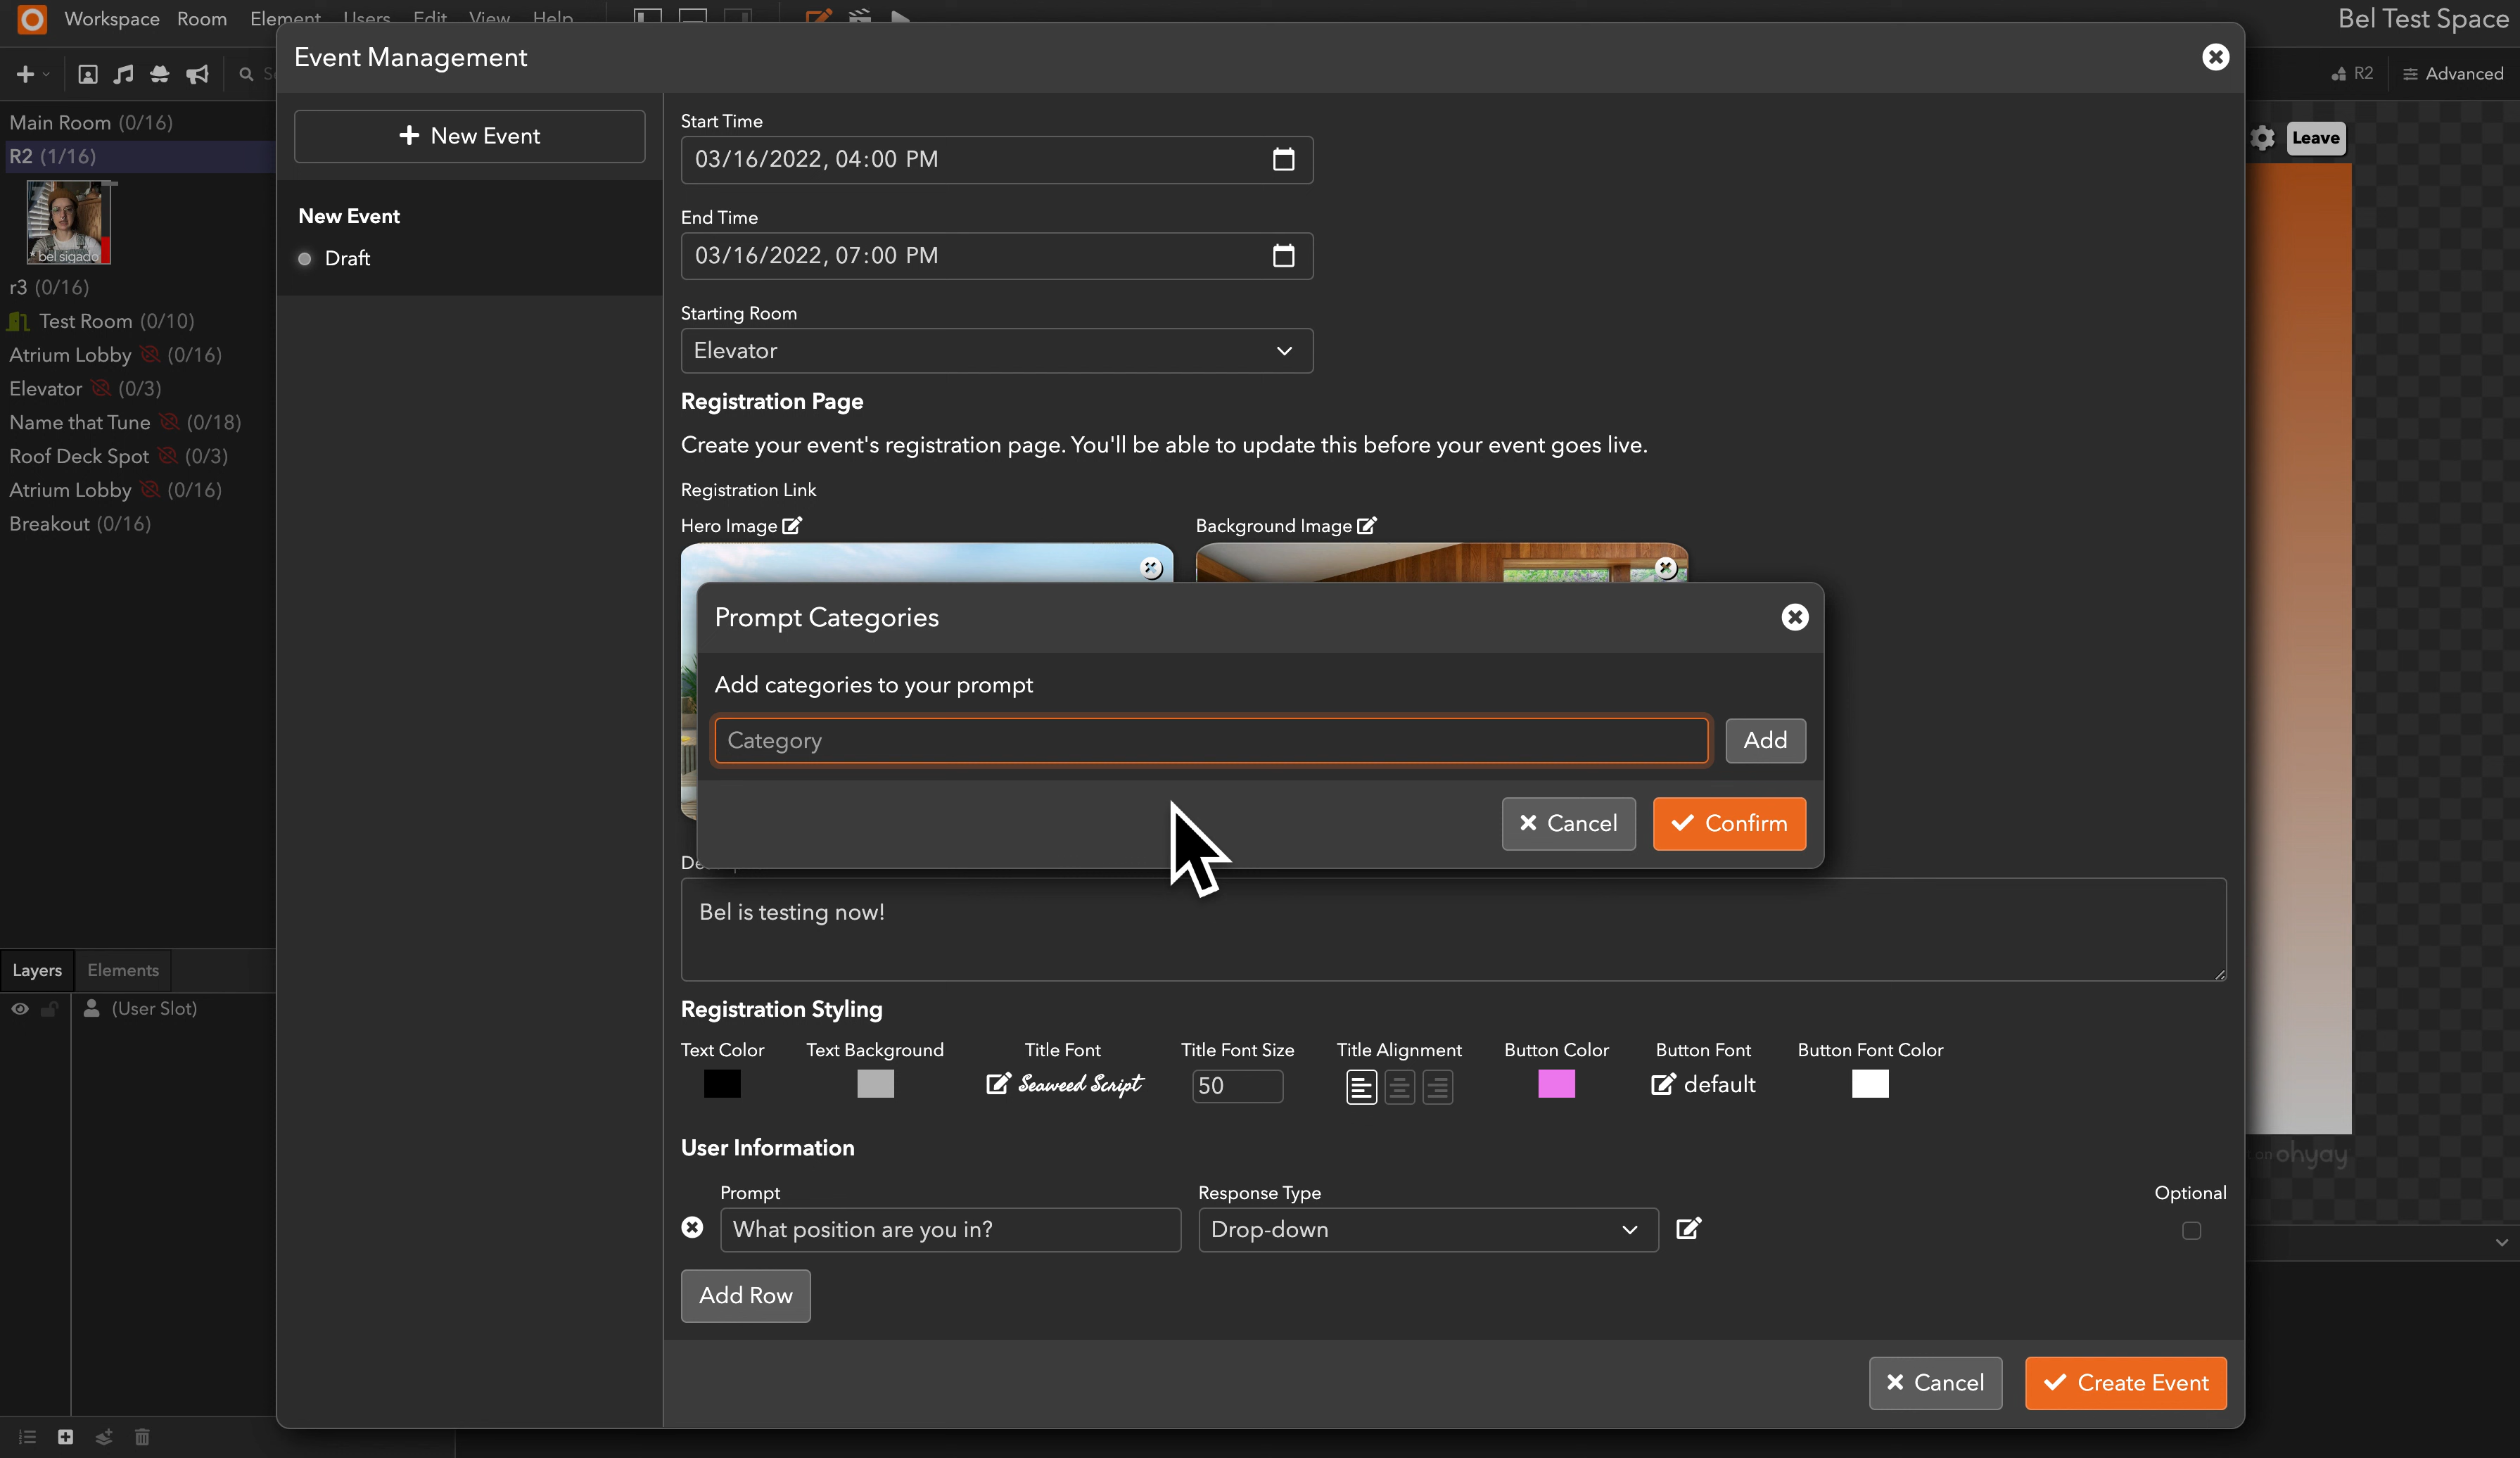 Workspace Room Element Users Edit View Help
Bel Test Space
R2 Advanced
Event Management
New Event
New Event
Draft
Main Room (0/16)
R2 (1/16)
* bel sigado
r3 (0/16)
Test Room (0/10)
Atrium Lobby (0/16)
Elevator (0/3)
Name that Tune (0/18)
Roof Deck Spot (0/3)
Atrium Lobby (0/16)
Breakout (0/16)
Layers Elements
(User Slot)
Start Time
03/16/2022, 04:00 PM
End Time
03/16/2022, 07:00 PM
Starting Room
Elevator
Registration Page
Create your event's registration page. You'll be able to update this before your event goes live.
Registration Link
Hero Image Background Image
Prompt Categories
Add categories to your prompt
Category Add
Cancel Confirm
Bel is testing now!
Registration Styling
Text Color Text Background Title Font Title Font Size Title Alignment Button Color Button Font Button Font Color
Seaweed Script 50 default
User Information
Prompt Response Type Optional
What position are you in? Drop-down
Add Row
Cancel Create Event
Leave
on ohyay